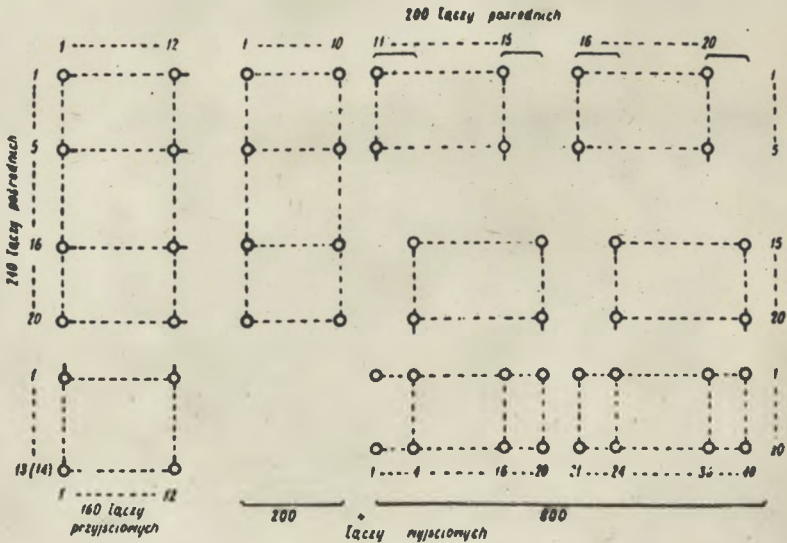 200 łączy pośrednich
1 12 1 10 11 15 16 20
1 1
5 5
240 łączy pośrednich
16 15
20 20
1 1
13(14) 20
1 4 16 20 21 24 36 40
1 12
160 łączy przyjściowych
200 + 800
łączy wyjściowych